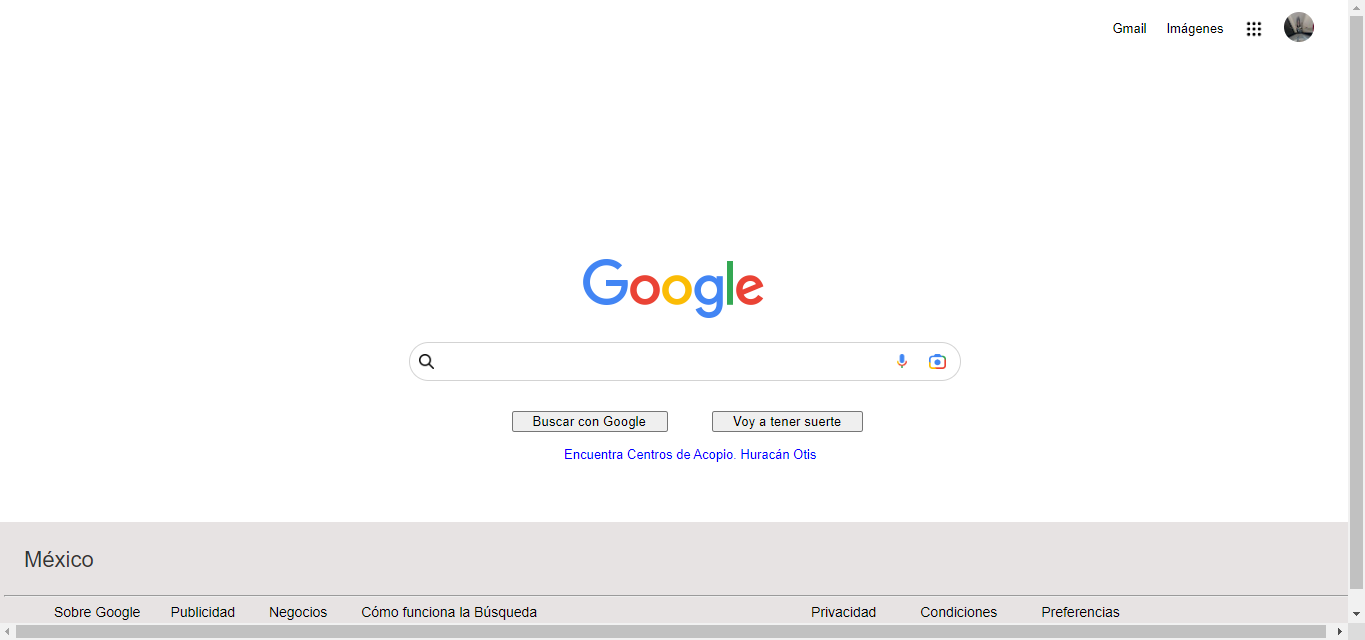 Gmail Imágenes
Google
Buscar con Google Voy a tener suerte
Encuentra Centros de Acopio. Huracán Otis
México
Sobre Google Publicidad Negocios Cómo funciona la Búsqueda Privacidad Condiciones Preferencias